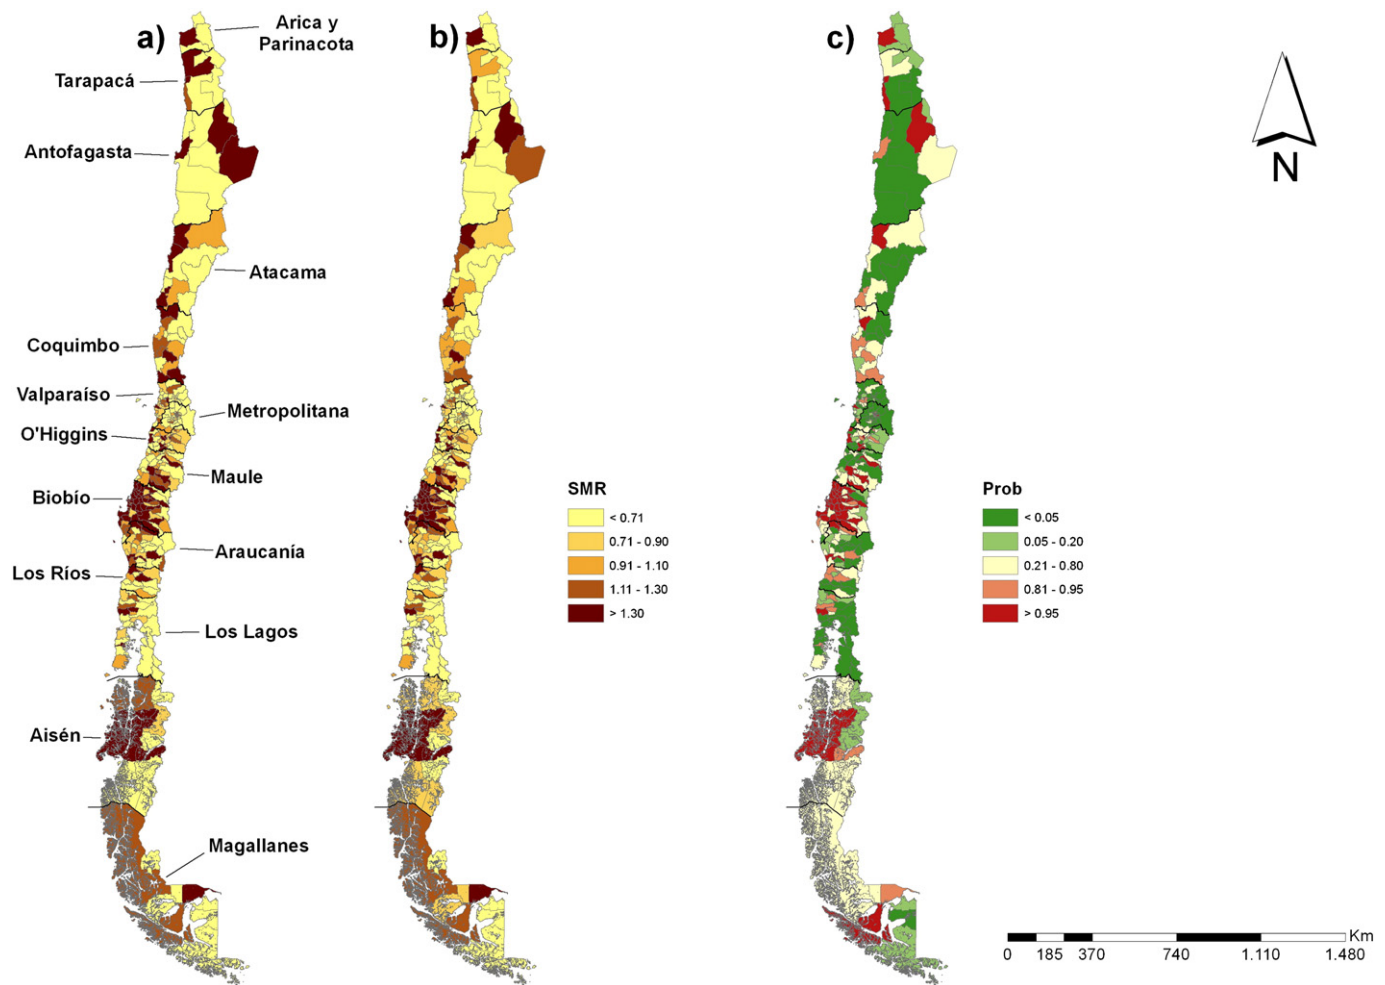 a)
b)
c)
Arica y
Parinacota
Tarapacá
Antofagasta
Atacama
Coquimbo
Valparaíso
Metropolitana
O'Higgins
Maule
Biobío
Araucanía
Los Ríos
Los Lagos
Aisén
Magallanes
SMR
< 0.71
0.71 - 0.90
0.91 - 1.10
1.11 - 1.30
> 1.30
Prob
< 0.05
0.05 - 0.20
0.21 - 0.80
0.81 - 0.95
> 0.95
N
Km
0 185 370 740 1.110 1.480